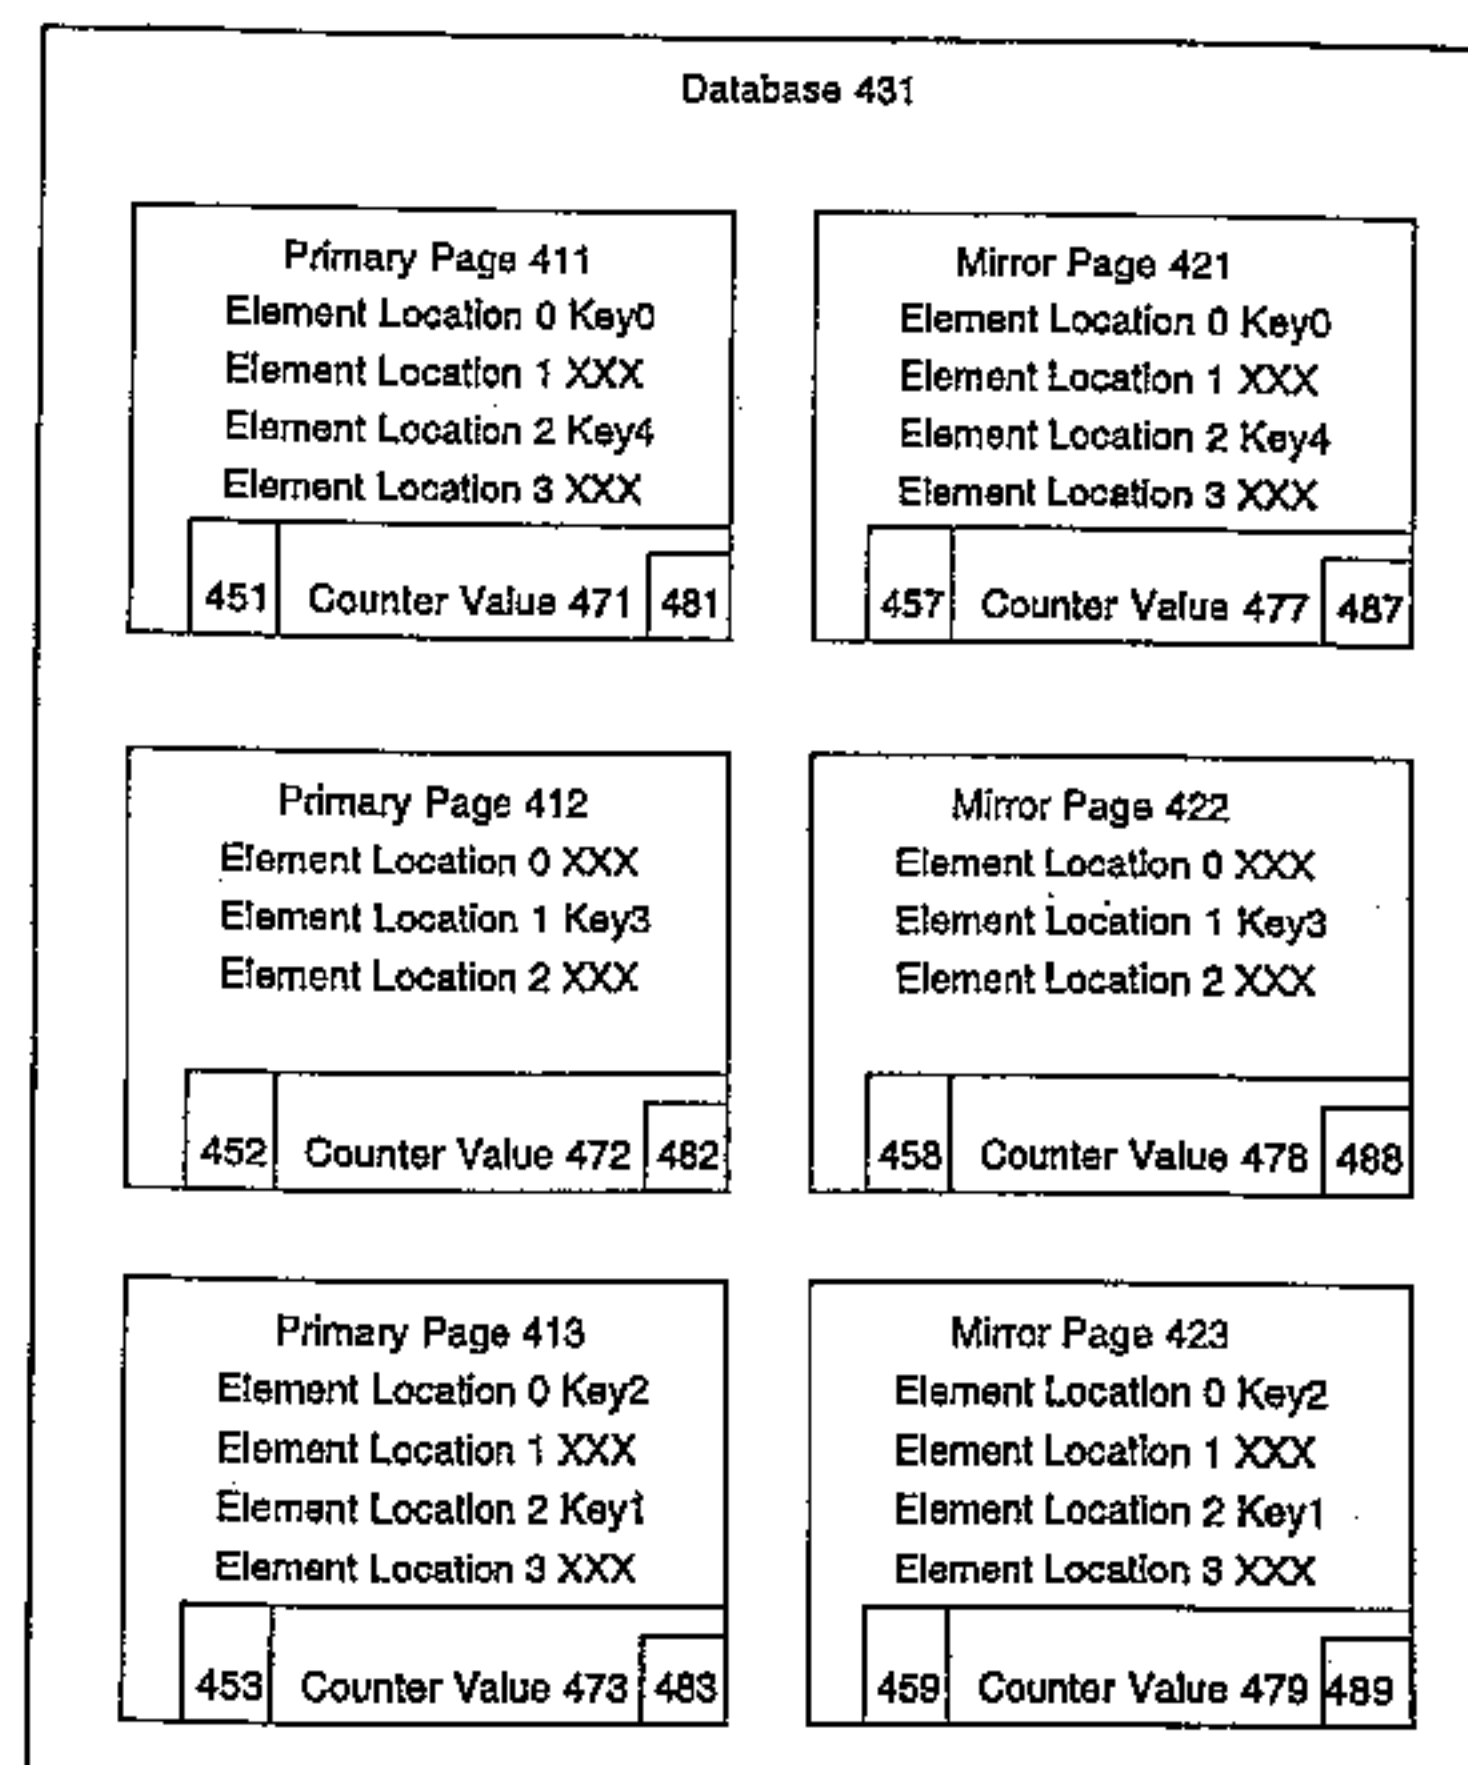 Database 431
Primary Page 411
Element Location 0 Key0
Element Location 1 XXX
Element Location 2 Key4
Element Location 3 XXX
451 Counter Value 471 481
Mirror Page 421
Element Location 0 Key0
Element Location 1 XXX
Element Location 2 Key4
Element Location 3 XXX
457 Counter Value 477 487
Primary Page 412
Element Location 0 XXX
Element Location 1 Key3
Element Location 2 XXX
452 Counter Value 472 482
Mirror Page 422
Element Location 0 XXX
Element Location 1 Key3
Element Location 2 XXX
458 Counter Value 478 488
Primary Page 413
Element Location 0 Key2
Element Location 1 XXX
Element Location 2 Key1
Element Location 3 XXX
453 Counter Value 473 483
Mirror Page 423
Element Location 0 Key2
Element Location 1 XXX
Element Location 2 Key1
Element Location 3 XXX
459 Counter Value 479 489